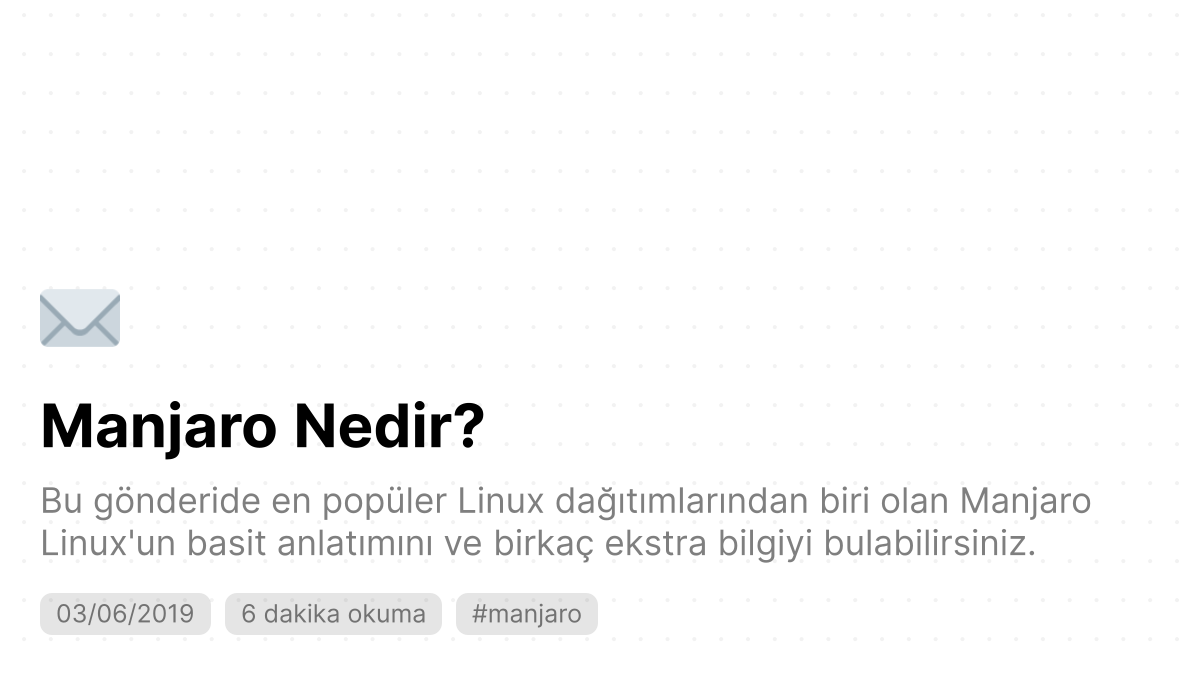 Manjaro Nedir?
Bu gönderide en popüler Linux dağıtımlarından biri olan Manjaro
Linux'un basit anlatımını ve birkaç ekstra bilgiyi bulabilirsiniz.
03/06/2019 6 dakika okuma #manjaro